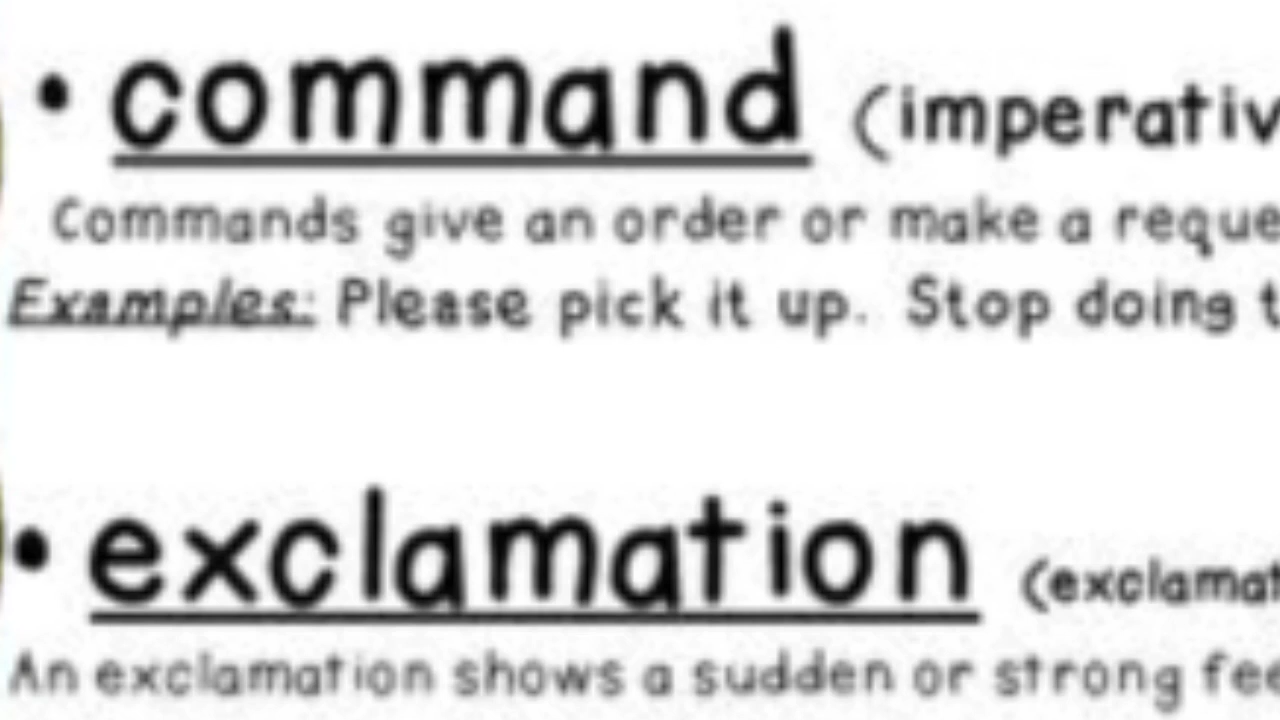 • command (imperativ
Commands give an order or make a reque
Examples: Please pick it up. Stop doing t
• exclamation (exclamat
An exclamation shows a sudden or strong fee